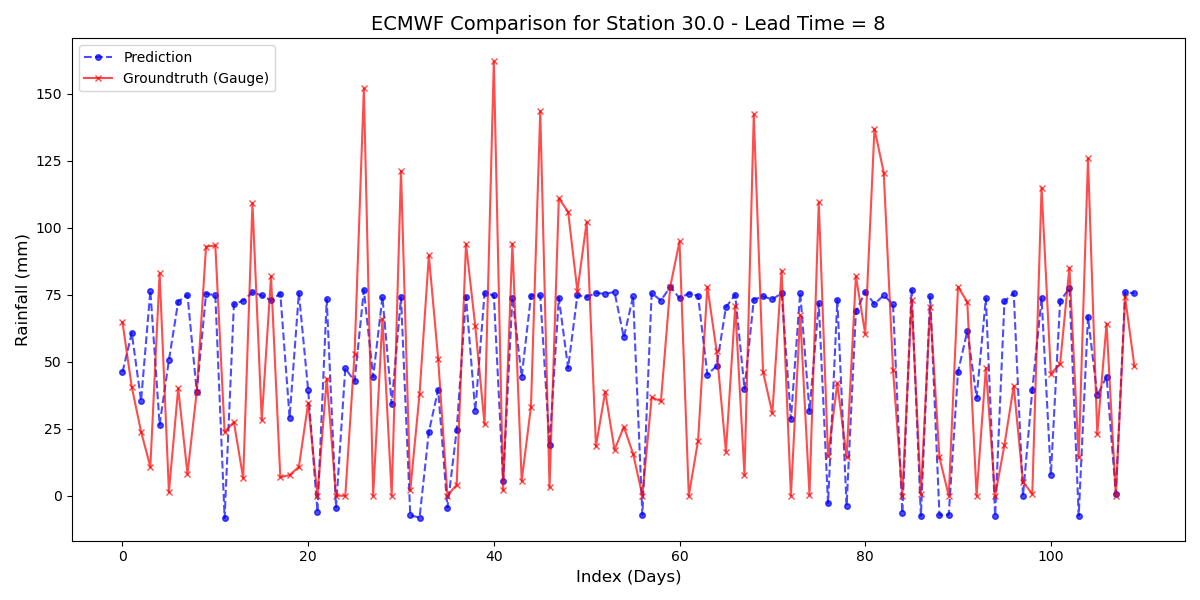 ECMWF Comparison for Station 30.0 - Lead Time = 8
Prediction
Groundtruth (Gauge)
Rainfall (mm)
150
125
100
75
50
25
0
0 20 40 60 80 100
Index (Days)